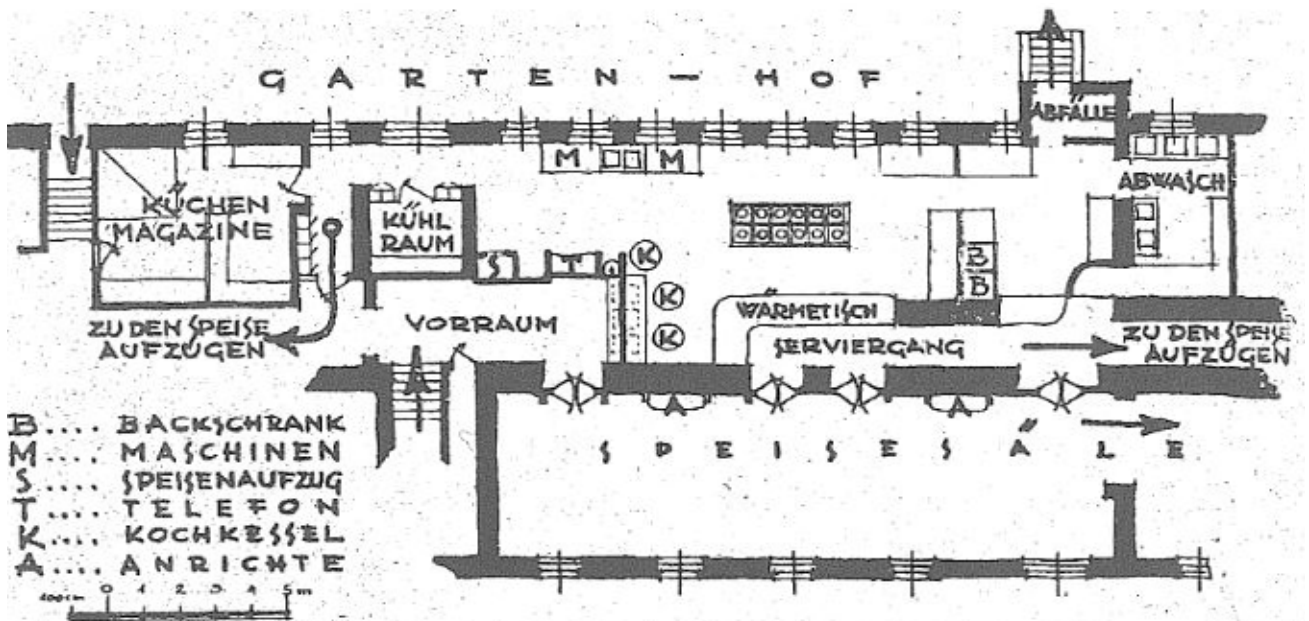 GARTEN — HOF
ABFÄLLE
M
M
ABWASCH
KÜCHEN
MAGAZINE
KÜHL
RAUM
S
T
K
K
K
B
B
WÄRMETISCH
VORRAUM
ZU DEN SPEISE
AUFZÜGEN
SERVIERGANG
ZU DEN SPEISE
AUFZÜGEN
A
A
SPEISESÄLE
B.... BACKSCHRANK
M.... MASCHINEN
S.... SPEISENAUFZUG
T.... TELEFON
K.... KOCHKESSEL
A.... ANRICHTE
100cm 0 1 2 3 4 5m